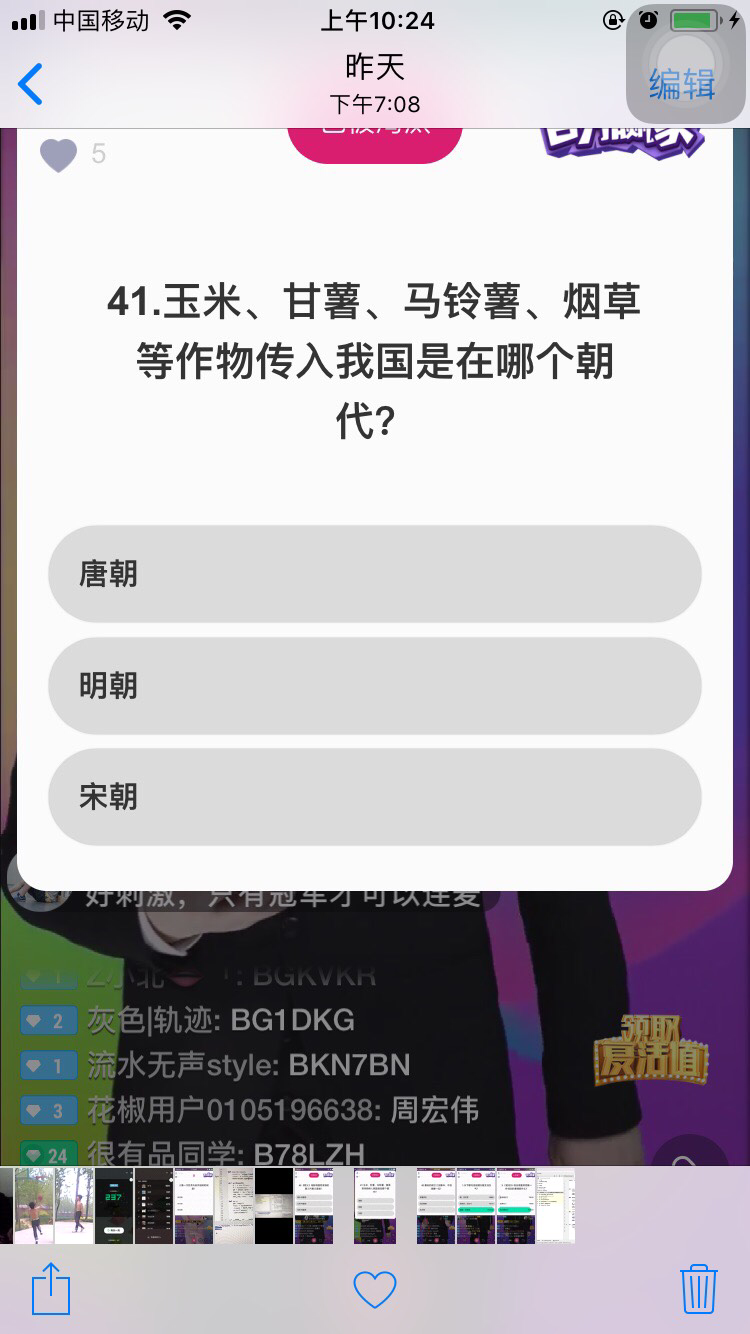 中国移动
上午10:24
昨天
下午7:08
编辑
5
41.玉米、甘薯、马铃薯、烟草
等作物传入我国是在哪个朝
代?
唐朝
明朝
宋朝
好刺激，只有冠军才可以连麦
BGKVKR
2 灰色|轨迹: BG1DKG
1 流水无声style: BKN7BN
3 花椒用户0105196638: 周宏伟
24 很有品同学: B78LZH
领取
复活值